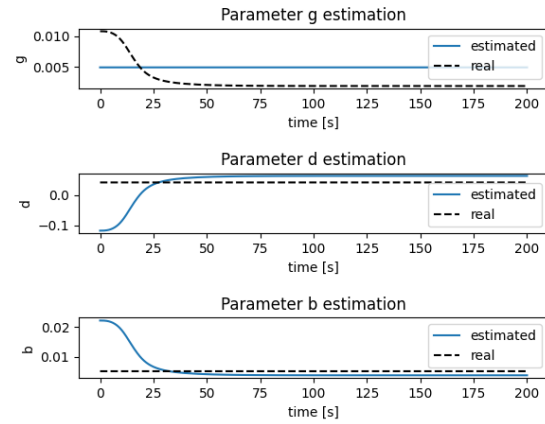 Parameter g estimation
0.010
0.005
g
estimated
real
0 25 50 75 100 125 150 175 200
time [s]
Parameter d estimation
0.0
−0.1
d
estimated
real
0 25 50 75 100 125 150 175 200
time [s]
Parameter b estimation
0.02
0.01
b
estimated
real
0 25 50 75 100 125 150 175 200
time [s]